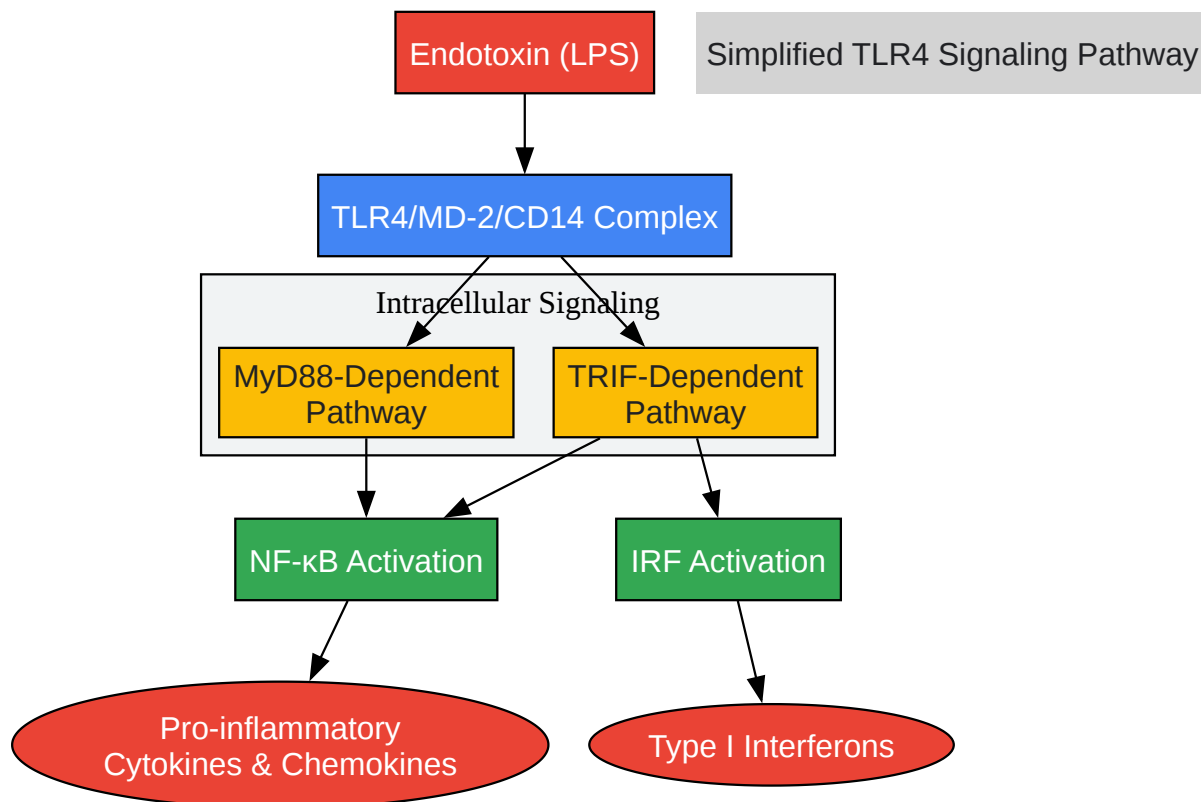 Endotoxin (LPS)
Simplified TLR4 Signaling Pathway
TLR4/MD-2/CD14 Complex
Intracellular Signaling
MyD88-Dependent
Pathway
TRIF-Dependent
Pathway
NF-κB Activation
IRF Activation
Pro-inflammatory
Cytokines & Chemokines
Type I Interferons